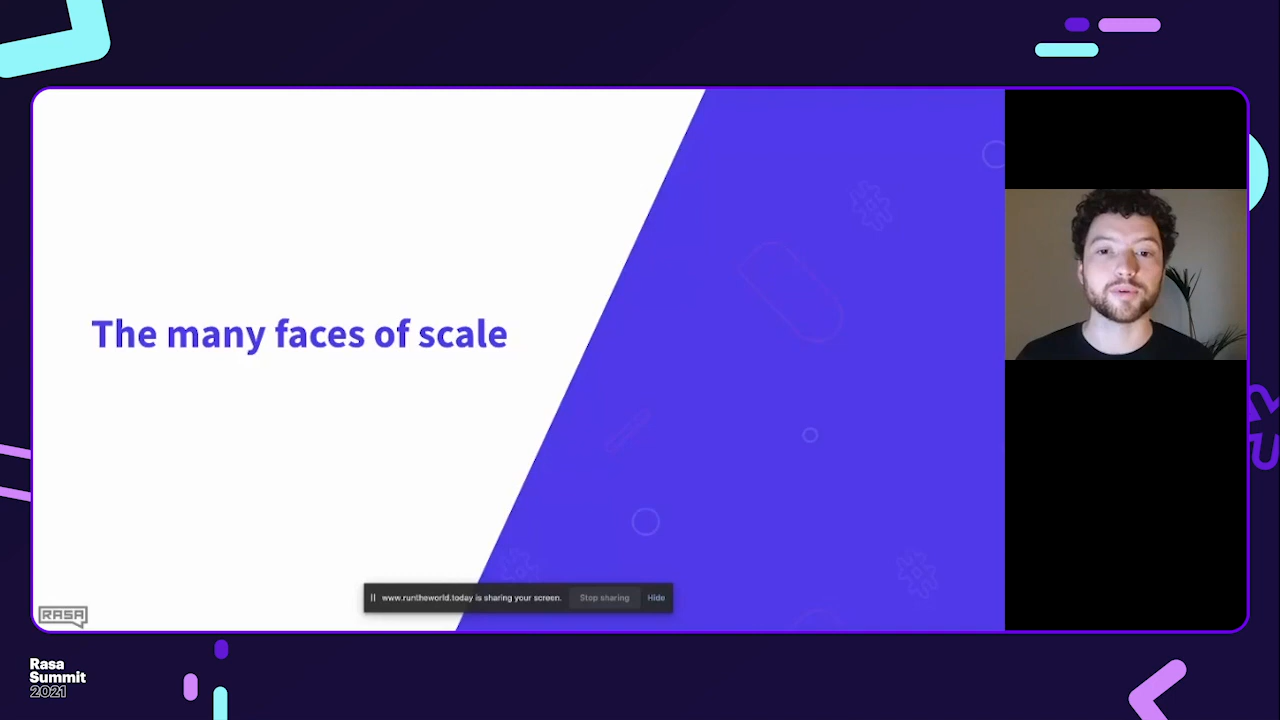 The many faces of scale
www.runtheworld.today is sharing your screen.
Stop sharing
Hide
RASA
Rasa
Summit
2021